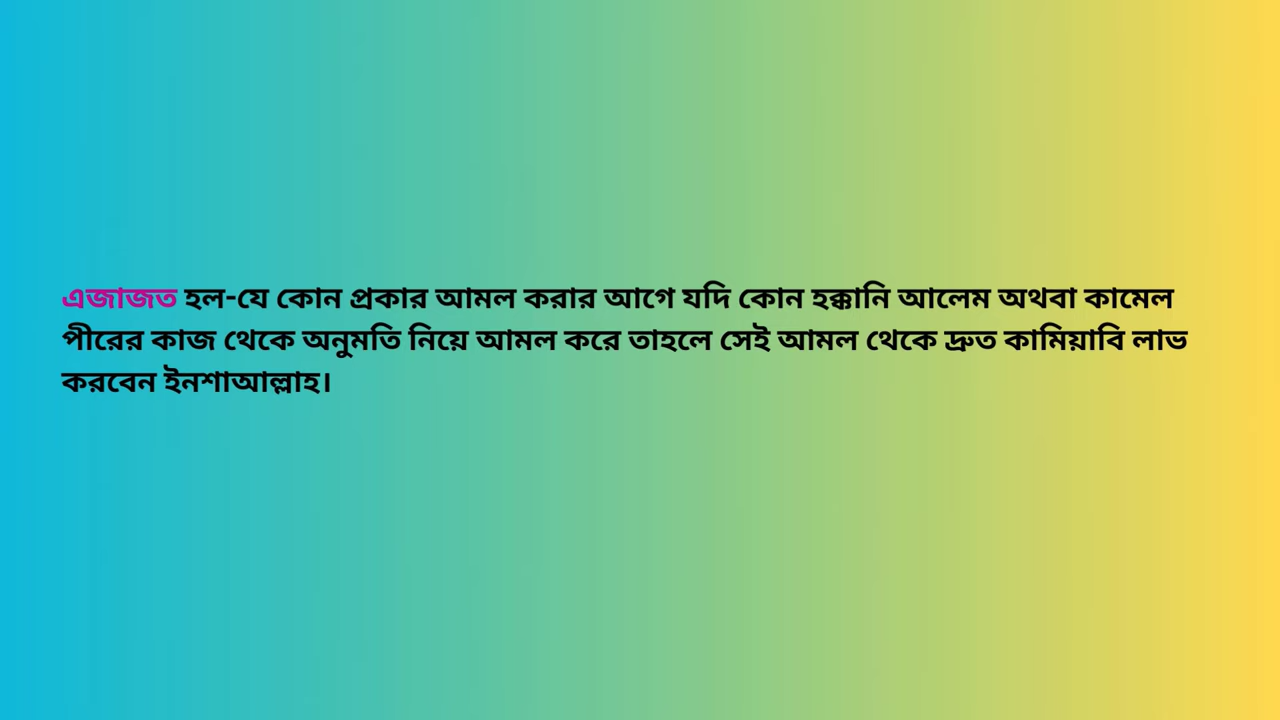 এজাজত হল-যে কোন প্রকার আমল করার আগে যদি কোন হক্কানি আলেম অথবা কামেল
পীরের কাজ থেকে অনুমতি নিয়ে আমল করে তাহলে সেই আমল থেকে দ্রুত কামিয়াবি লাভ
করবেন ইনশাআল্লাহ।